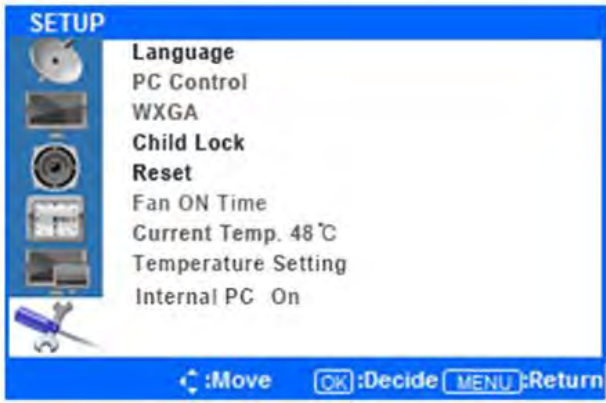 SETUP
Language
PC Control
WXGA
Child Lock
Reset
Fan ON Time
Current Temp. 48℃
Temperature Setting
Internal PC On
:Move OK :Decide MENU :Return